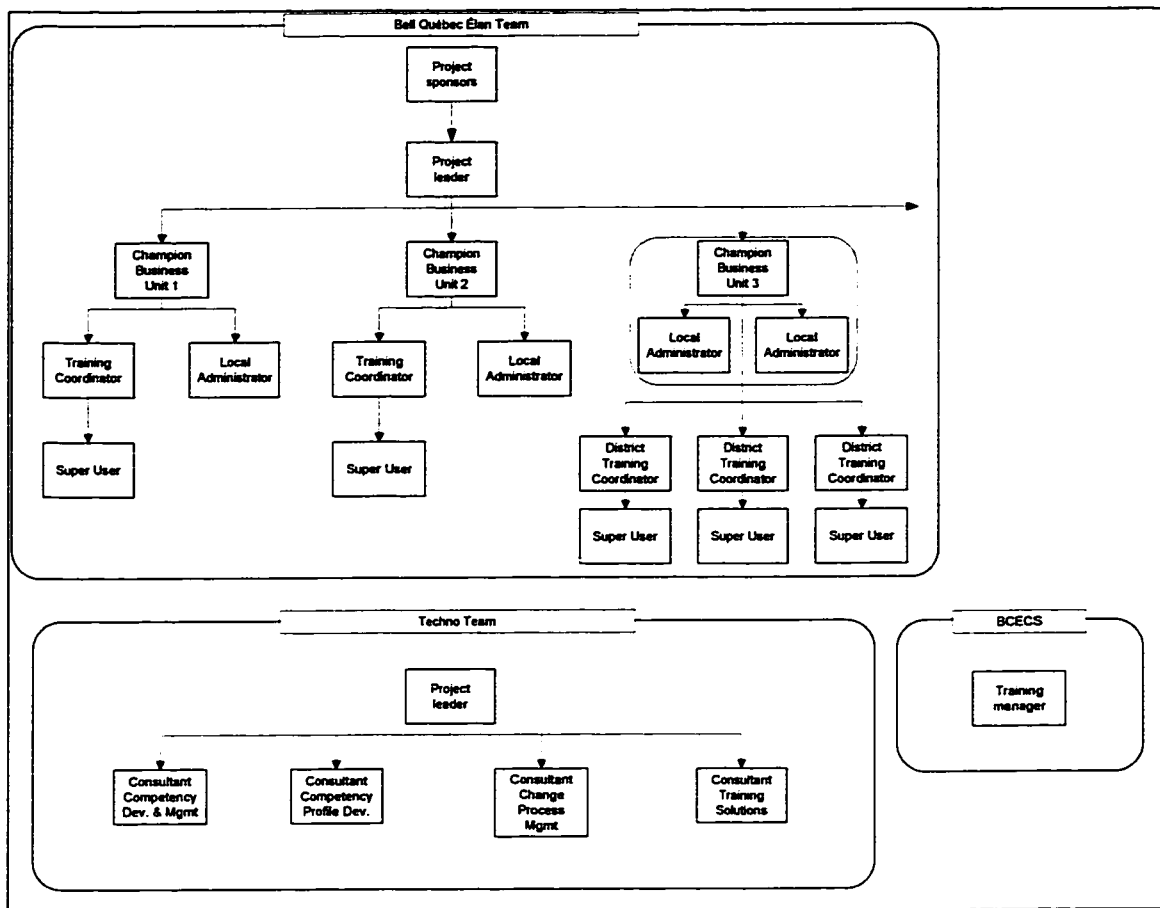 Bell Québec Élan Team
Project
sponsors
Project
leader
Champion
Business
Unit 1
Champion
Business
Unit 2
Champion
Business
Unit 3
Training
Coordinator
Local
Administrator
Training
Coordinator
Local
Administrator
Local
Administrator
Local
Administrator
Super User
Super User
District
Training
Coordinator
District
Training
Coordinator
District
Training
Coordinator
Super User
Super User
Super User
Techno Team
Project
leader
Consultant
Competency
Dev. & Mgmt
Consultant
Competency
Profile Dev.
Consultant
Change
Process
Mgmt
Consultant
Training
Solutions
BCECS
Training
manager